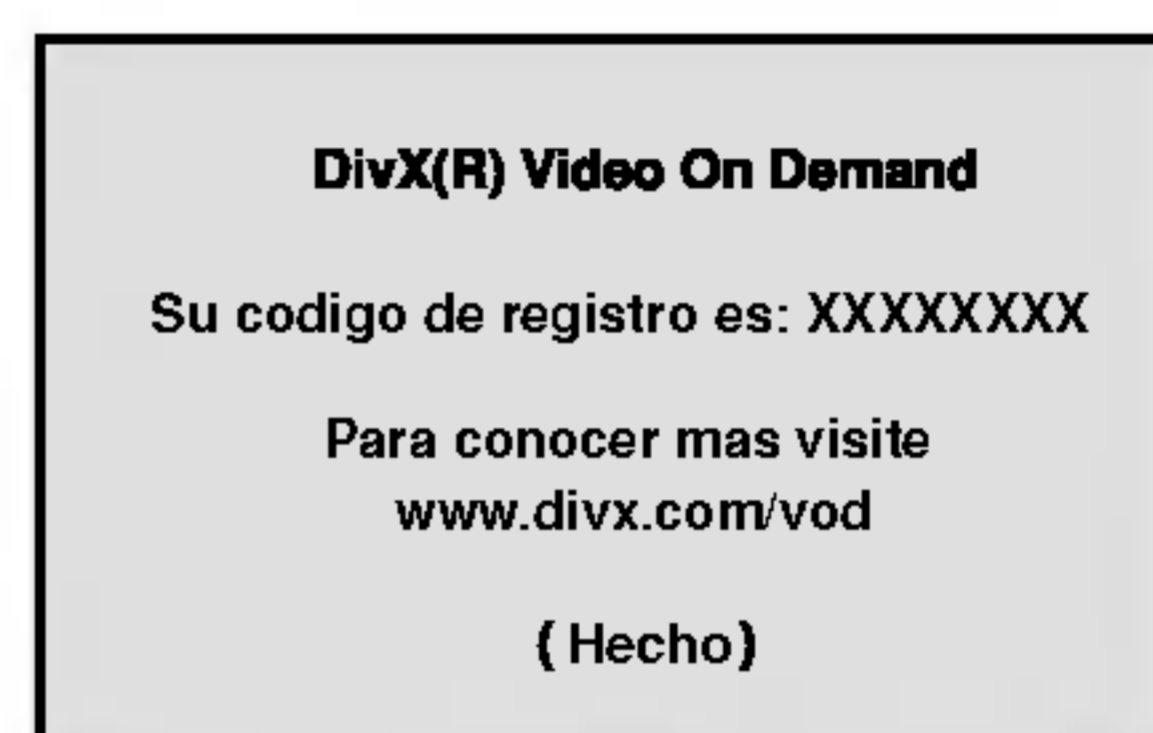 DivX(R) Video On Demand
Su codigo de registro es: XXXXXXXX
Para conocer mas visite
www.divx.com/vod
( Hecho)